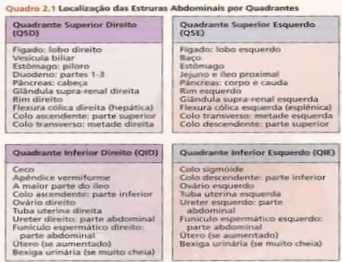 Quadro 2.1 Localização das Estruras Abdominais por Quadrantes
Quadrante Superior Direito
(QSD)
Fígado: lobo direito
Vesícula biliar
Estômago: piloro
Duodeno: partes 1-3
Pâncreas: cabeça
Glândula supra-renal direita
Rim direito
Flexura cólica direita (hepática)
Colo ascendente: parte superior
Colo transverso: metade direita
Quadrante Superior Esquerdo
(QSE)
Fígado: lobo esquerdo
Baço
Estômago
Jejuno e íleo proximal
Pâncreas: corpo e cauda
Rim esquerdo
Glândula supra-renal esquerda
Flexura cólica esquerda (esplênica)
Colo transverso: metade esquerda
Colo descendente: parte superior
Quadrante Inferior Direito (QID)
Ceco
Apêndice vermiforme
A maior parte do íleo
Colo ascendente: parte inferior
Ovário direito
Tuba uterina direita
Ureter direito: parte abdominal
Funículo espermático direito:
parte abdominal
Útero (se aumentado)
Bexiga urinária (se muito cheia)
Quadrante Inferior Esquerdo (QIE)
Colo sigmóide
Colo descendente: parte inferior
Ovário esquerdo
Tuba uterina esquerda
Ureter esquerdo: parte
abdominal
Funículo espermático esquerdo:
parte abdominal
Útero (se aumentado)
Bexiga urinária (se muito cheia)